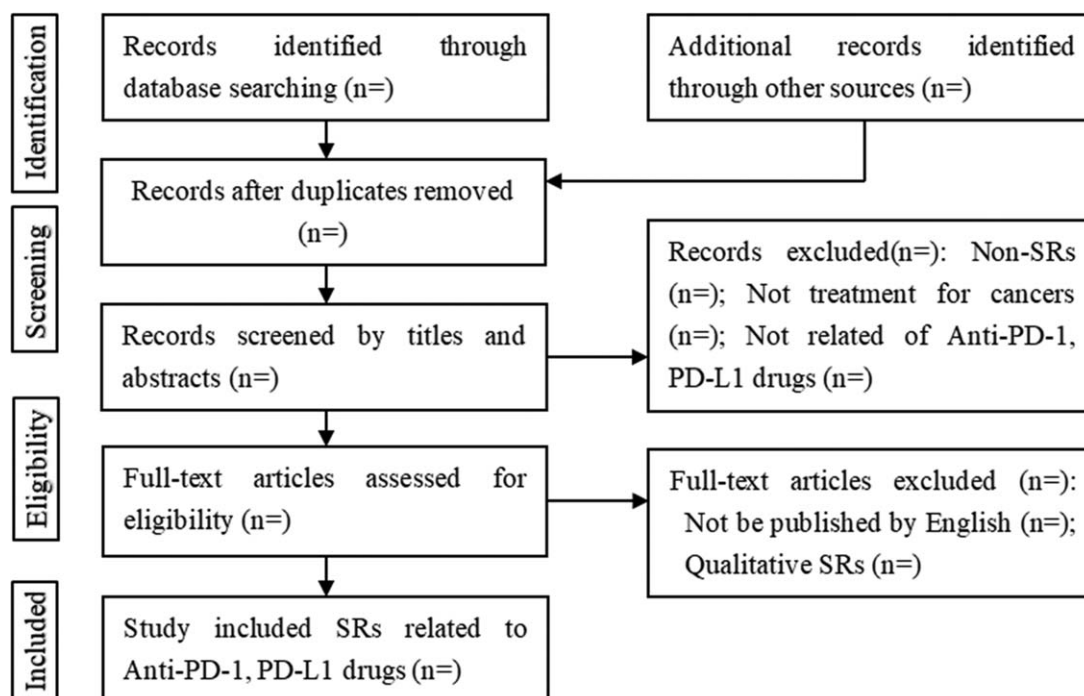 Identification
Records identified through
database searching (n=)
Additional records identified
through other sources (n=)
Records after duplicates removed
(n=)
Screening
Records screened by titles and
abstracts (n=)
Records excluded(n=): Non-SRs
(n=); Not treatment for cancers
(n=); Not related of Anti-PD-1,
PD-L1 drugs (n=)
Eligibility
Full-text articles assessed for
eligibility (n=)
Full-text articles excluded (n=):
Not be published by English (n=);
Qualitative SRs (n=)
Included
Study included SRs related to
Anti-PD-1, PD-L1 drugs (n=)